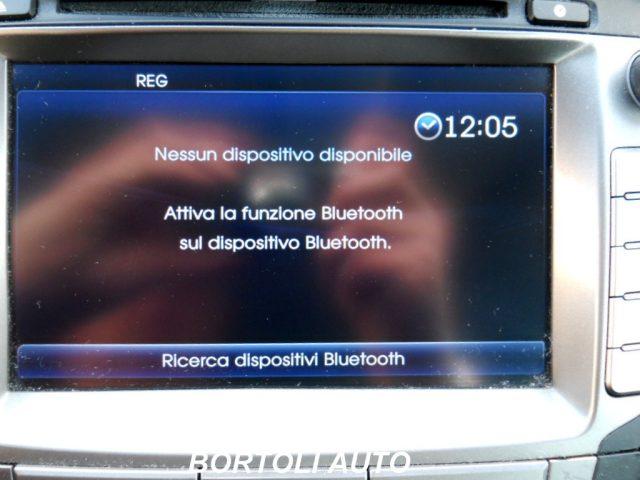 REG
12:05
Nessun dispositivo disponibile
Attiva la funzione Bluetooth
sul dispositivo Bluetooth.
Ricerca dispositivi Bluetooth
BORTOLI AUTO